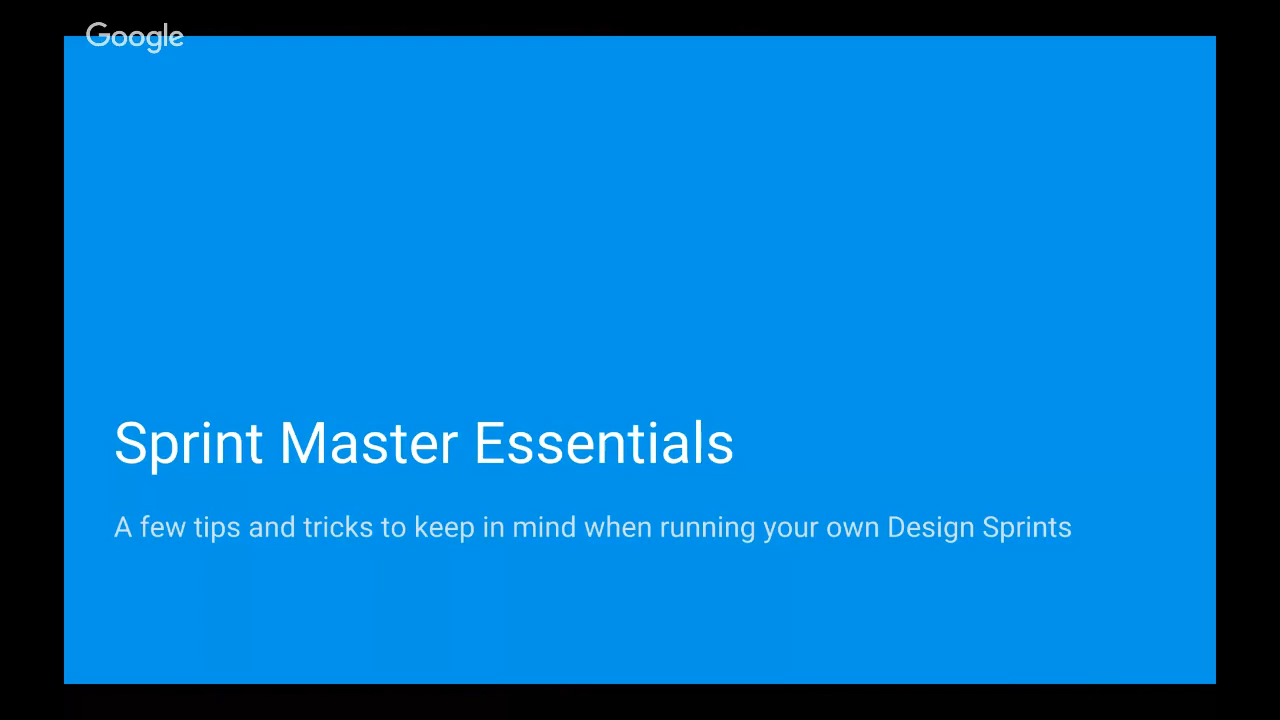 Google
Sprint Master Essentials
A few tips and tricks to keep in mind when running your own Design Sprints